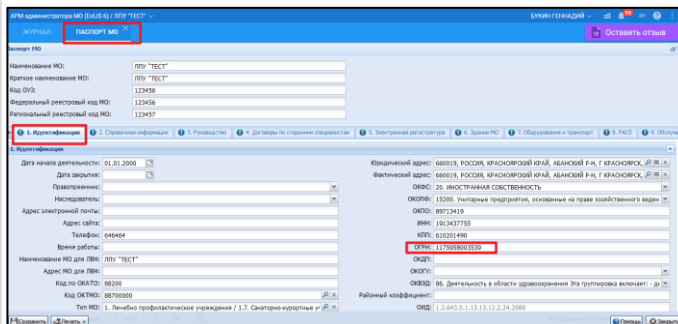 АРМ администратора МО (ExLIS 6) / ЛПУ "ТЕСТ"
БУКИН ГЕННАДИЙ
ЖУРНАЛ
ПАСПОРТ МО
Оставить отзыв
Паспорт МО
Наименование МО: ЛПУ "ТЕСТ"
Краткое наименование МО: ЛПУ "ТЕСТ"
Код ОУЗ: 123456
Федеральный реестровый код МО: 123456
Региональный реестровый код МО: 123457
1. Идентификация
2. Справочная информация
3. Руководство
4. Договоры по сторонним специалистам
5. Электронная регистратура
6. Здания МО
7. Оборудование и транспорт
8. PACS
9. Обслужи
1. Идентификация
Дата начала деятельности: 01.01.2000
Юридический адрес: 660019, РОССИЯ, КРАСНОЯРСКИЙ КРАЙ, АБАНСКИЙ Р-Н, Г КРАСНОЯРСК,
Дата закрытия:
Фактический адрес: 660019, РОССИЯ, КРАСНОЯРСКИЙ КРАЙ, АБАНСКИЙ Р-Н, Г КРАСНОЯРСК,
Правопреемник:
ОКФС: 20. ИНОСТРАННАЯ СОБСТВЕННОСТЬ
Наследователь:
ОКОПФ: 15200. Унитарные предприятия, основанные на праве хозяйственного веден
Адрес электронной почты:
ОКПО: 89713419
Адрес сайта:
ИНН: 1913437755
Телефон: 646464
КПП: 610201490
Время работы:
ОГРН: 1175958003539
Наименование МО для ЛВН: ЛПУ "ТЕСТ"
ОКДП:
Адрес МО для ЛВН:
ОКОГУ:
Код по ОКАТО: 88200
ОКВЭД: 86. Деятельность в области здравоохранения Эта группировка включает: - де
Код ОКТМО: 88700000
Районный коэффициент:
Тип МО: 1. Лечебно профилактические учреждения / 1.7. Санаторно-курортные у
ОИД: 1.2.643.5.1.13.13.12.2.24.2080
Сохранить
Печать
Помощь
Закрыть